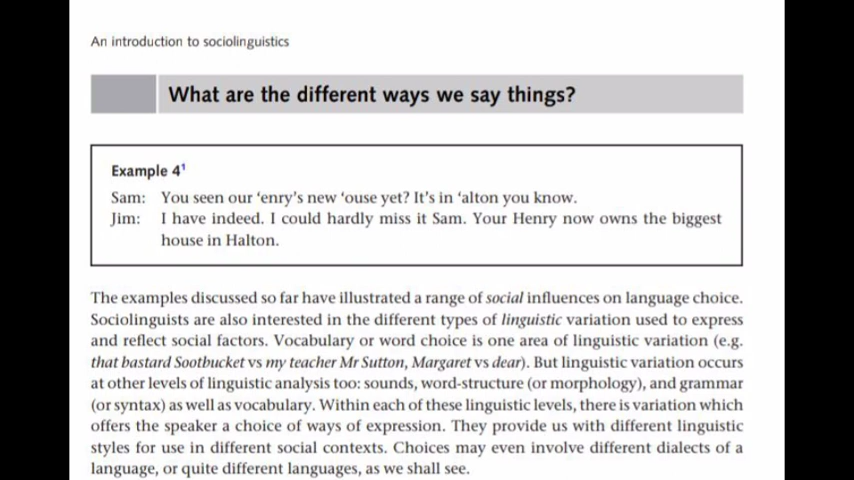 An introduction to sociolinguistics
What are the different ways we say things?
Example 4¹
Sam: You seen our ‘enry’s new ‘ouse yet? It’s in ‘alton you know.
Jim: I have indeed. I could hardly miss it Sam. Your Henry now owns the biggest
house in Halton.
The examples discussed so far have illustrated a range of social influences on language choice.
Sociolinguists are also interested in the different types of linguistic variation used to express
and reflect social factors. Vocabulary or word choice is one area of linguistic variation (e.g.
that bastard Sootbucket vs my teacher Mr Sutton, Margaret vs dear). But linguistic variation occurs
at other levels of linguistic analysis too: sounds, word-structure (or morphology), and grammar
(or syntax) as well as vocabulary. Within each of these linguistic levels, there is variation which
offers the speaker a choice of ways of expression. They provide us with different linguistic
styles for use in different social contexts. Choices may even involve different dialects of a
language, or quite different languages, as we shall see.